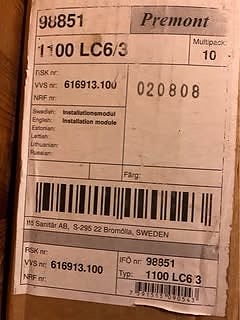 98851
Premont
1100 LC6/3
Multipack:
10
RSK nr:
VVS nr: 616913.100
NRF nr:
020808
Swedish: Installationsmodul
English: Installation module
Estonian:
Lettish:
Lithuanian:
Russian:
Färg:
Ifö Sanitär AB, S-295 22 Bromölla, SWEDEN
RSK nr:
VVS nr: 616913.100
NRF nr:
IFÖ nr: 98851
Typ: 1100 LC6/3